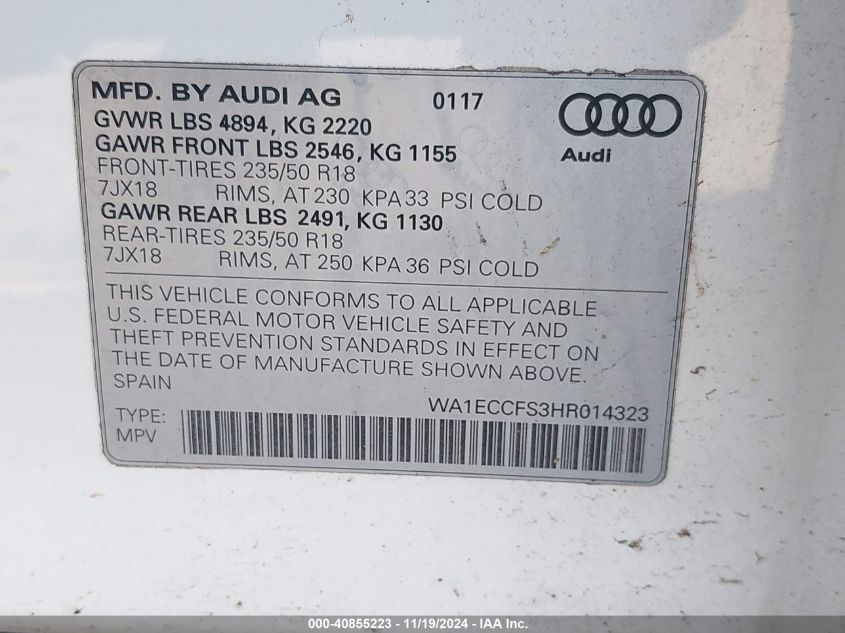 MFD. BY AUDI AG 0117
GVWR LBS 4894, KG 2220
GAWR FRONT LBS 2546, KG 1155
Audi
FRONT-TIRES 235/50 R18
7JX18 RIMS, AT 230 KPA 33 PSI COLD
GAWR REAR LBS 2491, KG 1130
REAR-TIRES 235/50 R18
7JX18 RIMS, AT 250 KPA 36 PSI COLD
THIS VEHICLE CONFORMS TO ALL APPLICABLE
U.S. FEDERAL MOTOR VEHICLE SAFETY AND
THEFT PREVENTION STANDARDS IN EFFECT ON
THE DATE OF MANUFACTURE SHOWN ABOVE.
SPAIN
WA1ECCFS3HR014323
TYPE:
MPV
000-40855223 - 11/19/2024 - IAA Inc.